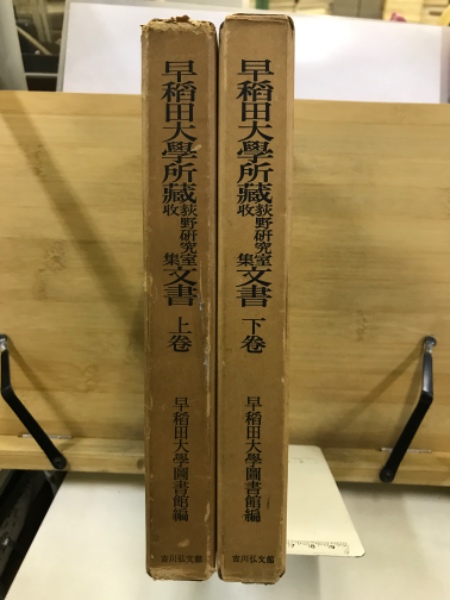 早稲田大學所藏
荻野研究室
收集
文書
上巻
早稲田大學圖書館編
吉川弘文館
早稲田大學所藏
荻野研究室
收集
文書
下巻
早稲田大學圖書館編
吉川弘文館